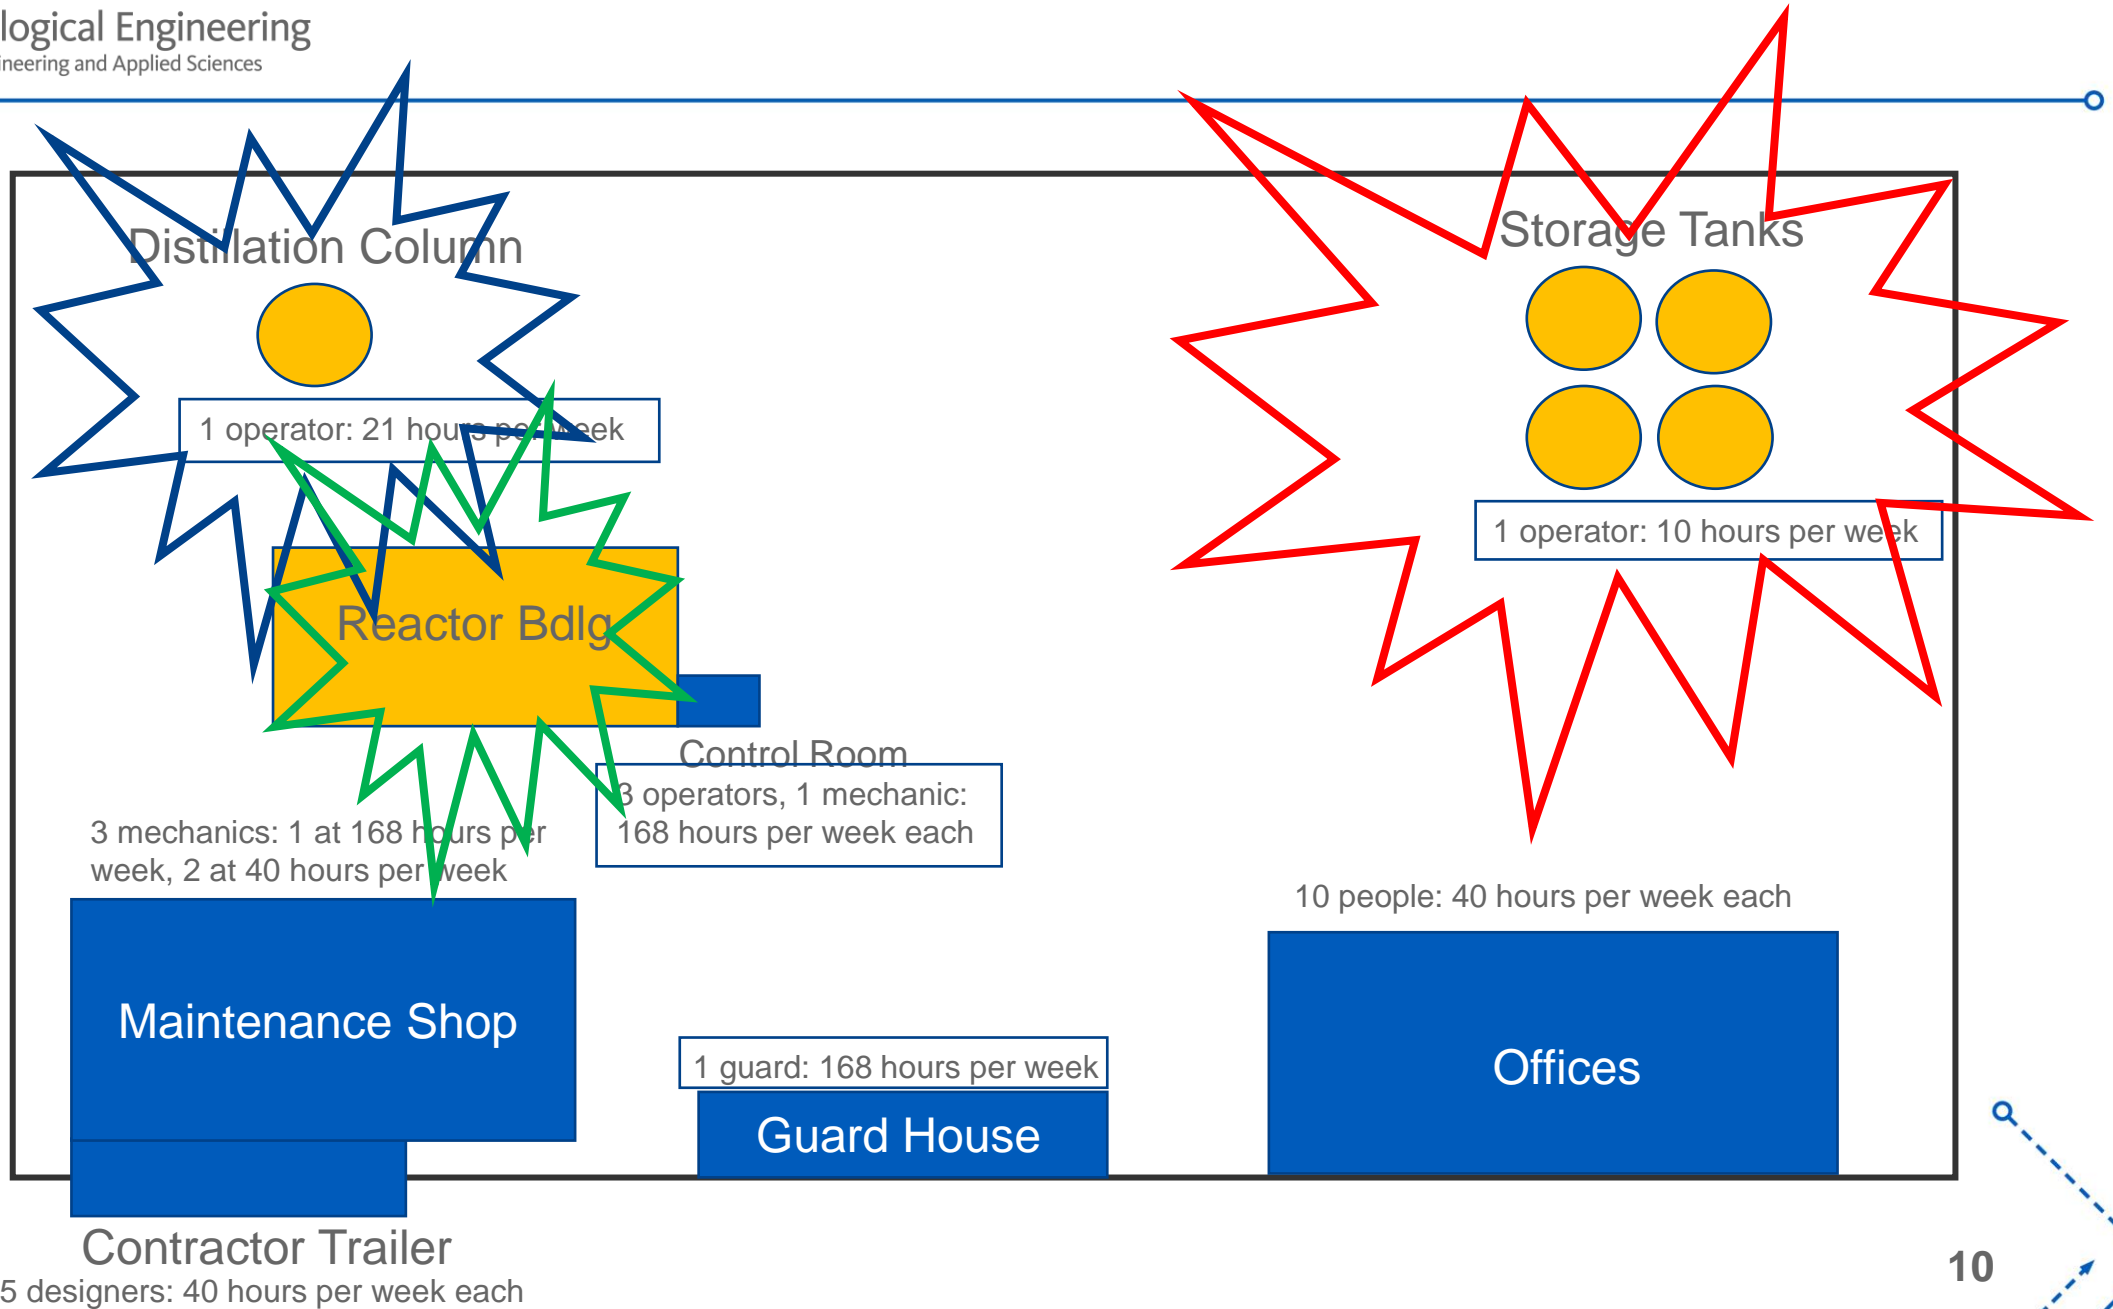 logical Engineering
ineering and Applied Sciences
Distillation Column
Storage Tanks
1 operator: 21 hours per week
1 operator: 10 hours per week
Reactor Bdlg
Control Room
3 operators, 1 mechanic:
168 hours per week each
3 mechanics: 1 at 168 hours per
week, 2 at 40 hours per week
10 people: 40 hours per week each
Maintenance Shop
1 guard: 168 hours per week
Guard House
Offices
Contractor Trailer
5 designers: 40 hours per week each
10